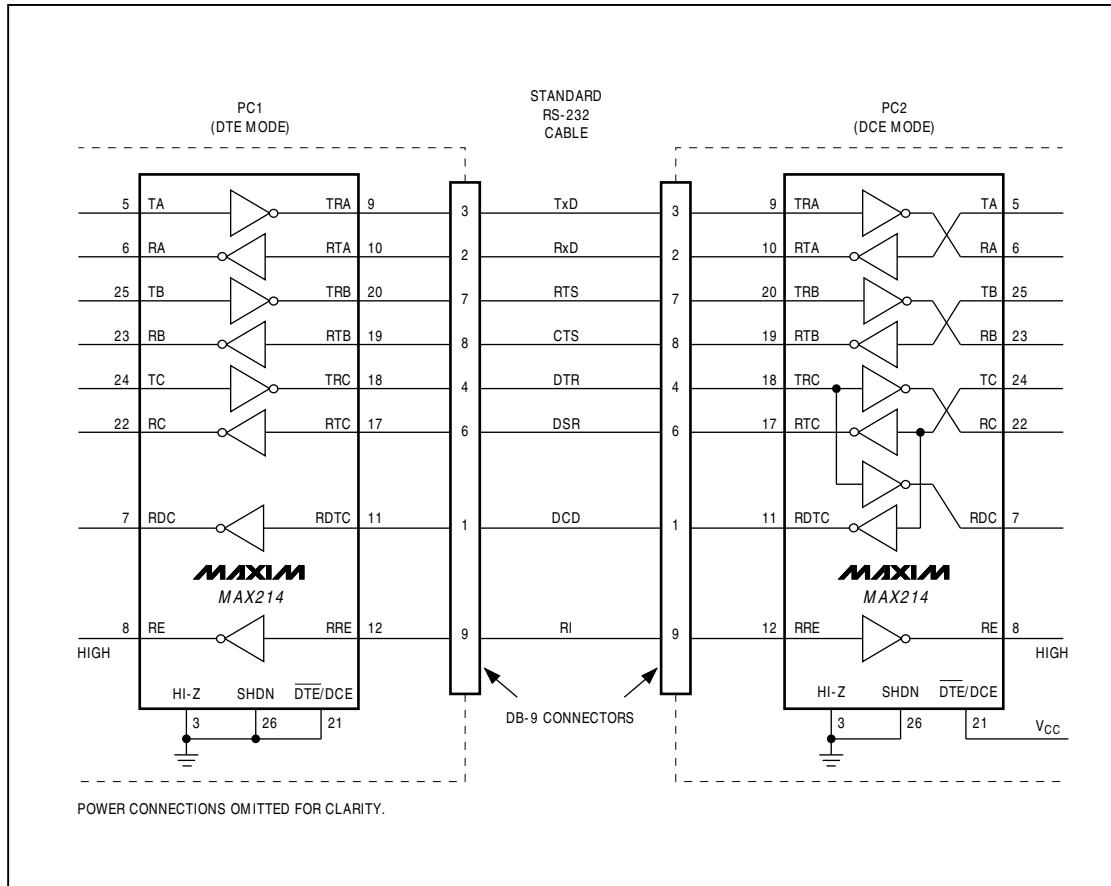 STANDARD
RS-232
CABLE
PC1
(DTE MODE)
PC2
(DCE MODE)
5 TA TRA 9 3 TxD 3 9 TRA TA 5
6 RA RTA 10 2 RxD 2 10 RTA RA 6
25 TB TRB 20 7 RTS 7 20 TRB TB 25
23 RB RTB 19 8 CTS 8 19 RTB RB 23
24 TC TRC 18 4 DTR 4 18 TRC TC 24
22 RC RTC 17 6 DSR 6 17 RTC RC 22
7 RDC RDTC 11 1 DCD 1 11 RDTC RDC 7
MAXIM MAXIM
MAX214 MAX214
8 RE RRE 12 9 RI 9 12 RRE RE 8
HIGH HIGH
HI-Z SHDN D̅T̅E̅/DCE DB-9 CONNECTORS HI-Z SHDN D̅T̅E̅/DCE
3 26 21 3 26 21
VCC
POWER CONNECTIONS OMITTED FOR CLARITY.